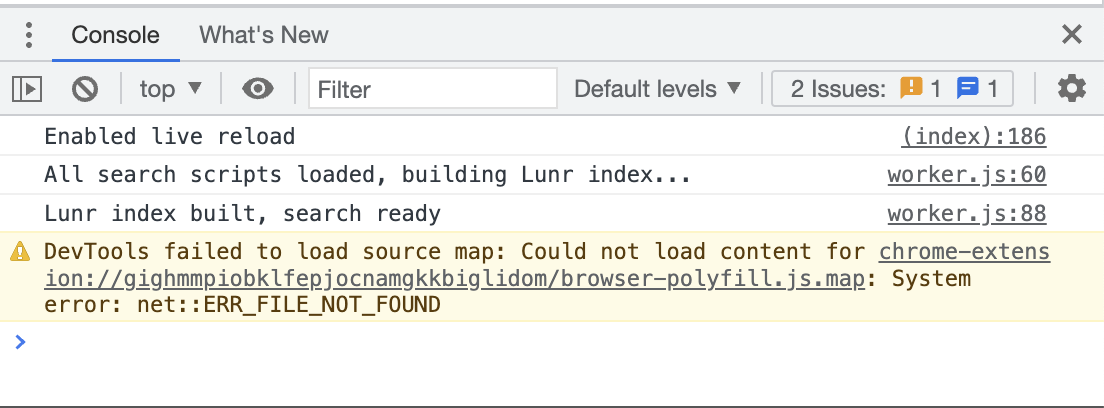 Console What's New
top Filter Default levels 2 Issues: 1 1
Enabled live reload (index):186
All search scripts loaded, building Lunr index... worker.js:60
Lunr index built, search ready worker.js:88
DevTools failed to load source map: Could not load content for chrome-extens
ion://gighmmpiobklfepjocnamgkkbiglidom/browser-polyfill.js.map: System
error: net::ERR_FILE_NOT_FOUND